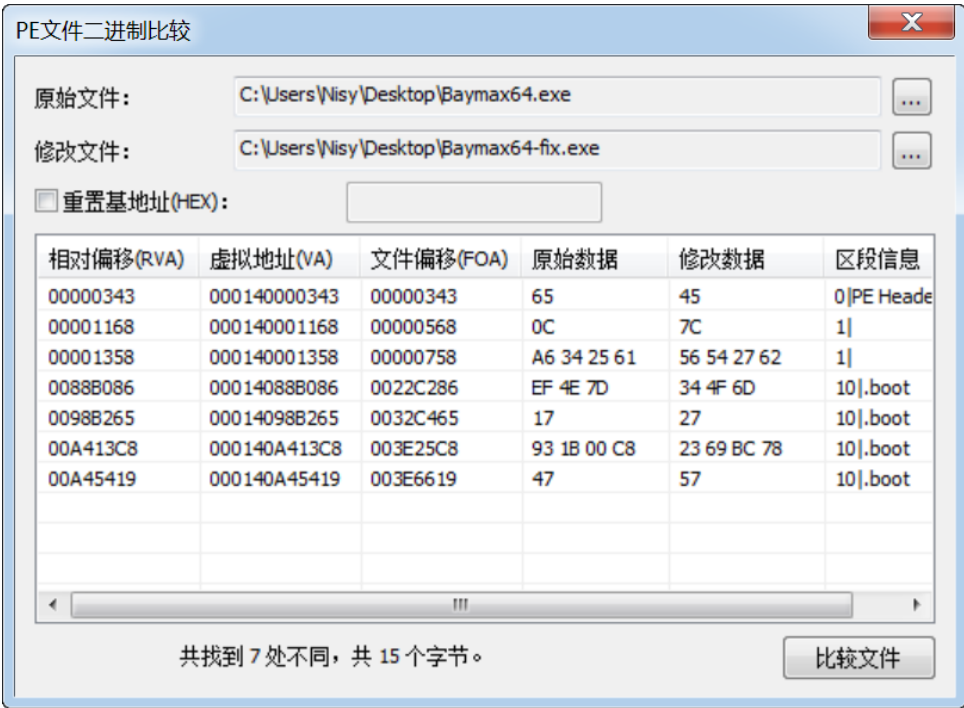 PE文件二进制比较
原始文件： C:\Users\Nisy\Desktop\Baymax64.exe ...
修改文件： C:\Users\Nisy\Desktop\Baymax64-fix.exe ...
重置基地址(HEX)：
相对偏移(RVA) 虚拟地址(VA) 文件偏移(FOA) 原始数据 修改数据 区段信息
00000343 000140000343 00000343 65 45 0|PE Heade
00001168 000140001168 00000568 0C 7C 1|
00001358 000140001358 00000758 A6 34 25 61 56 54 27 62 1|
0088B086 00014088B086 0022C286 EF 4E 7D 34 4F 6D 10|.boot
0098B265 00014098B265 0032C465 17 27 10|.boot
00A413C8 000140A413C8 003E25C8 93 1B 00 C8 23 69 BC 78 10|.boot
00A45419 000140A45419 003E6619 47 57 10|.boot
共找到 7 处不同，共 15 个字节。 比较文件